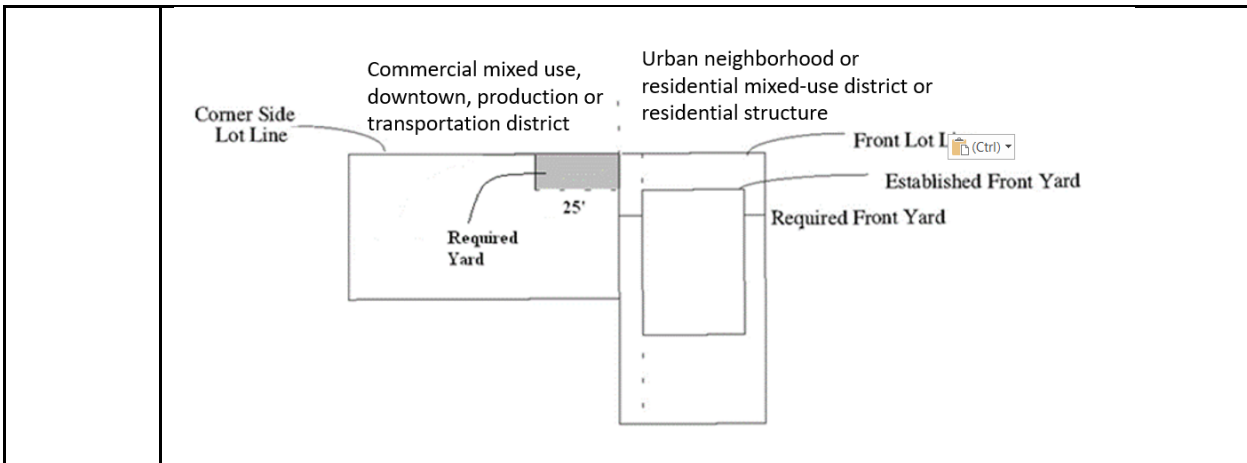 Commercial mixed use,
downtown, production or
transportation district
Urban neighborhood or
residential mixed-use district or
residential structure
Corner Side
Lot Line
Front Lot L
(Ctrl)
Established Front Yard
Required Front Yard
25'
Required
Yard